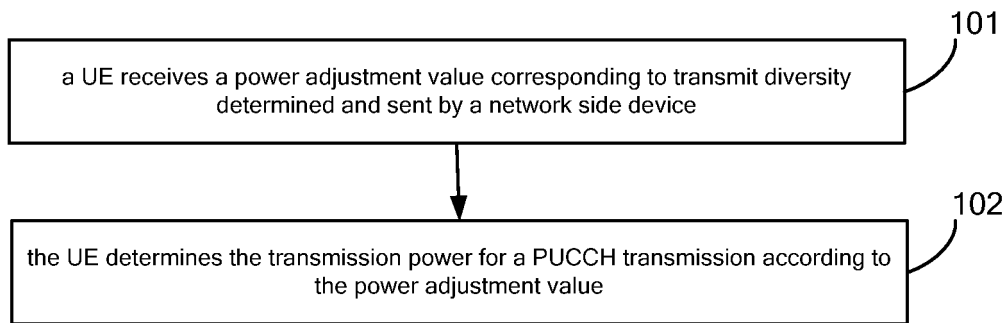 101
a UE receives a power adjustment value corresponding to transmit diversity
determined and sent by a network side device
102
the UE determines the transmission power for a PUCCH transmission according to
the power adjustment value